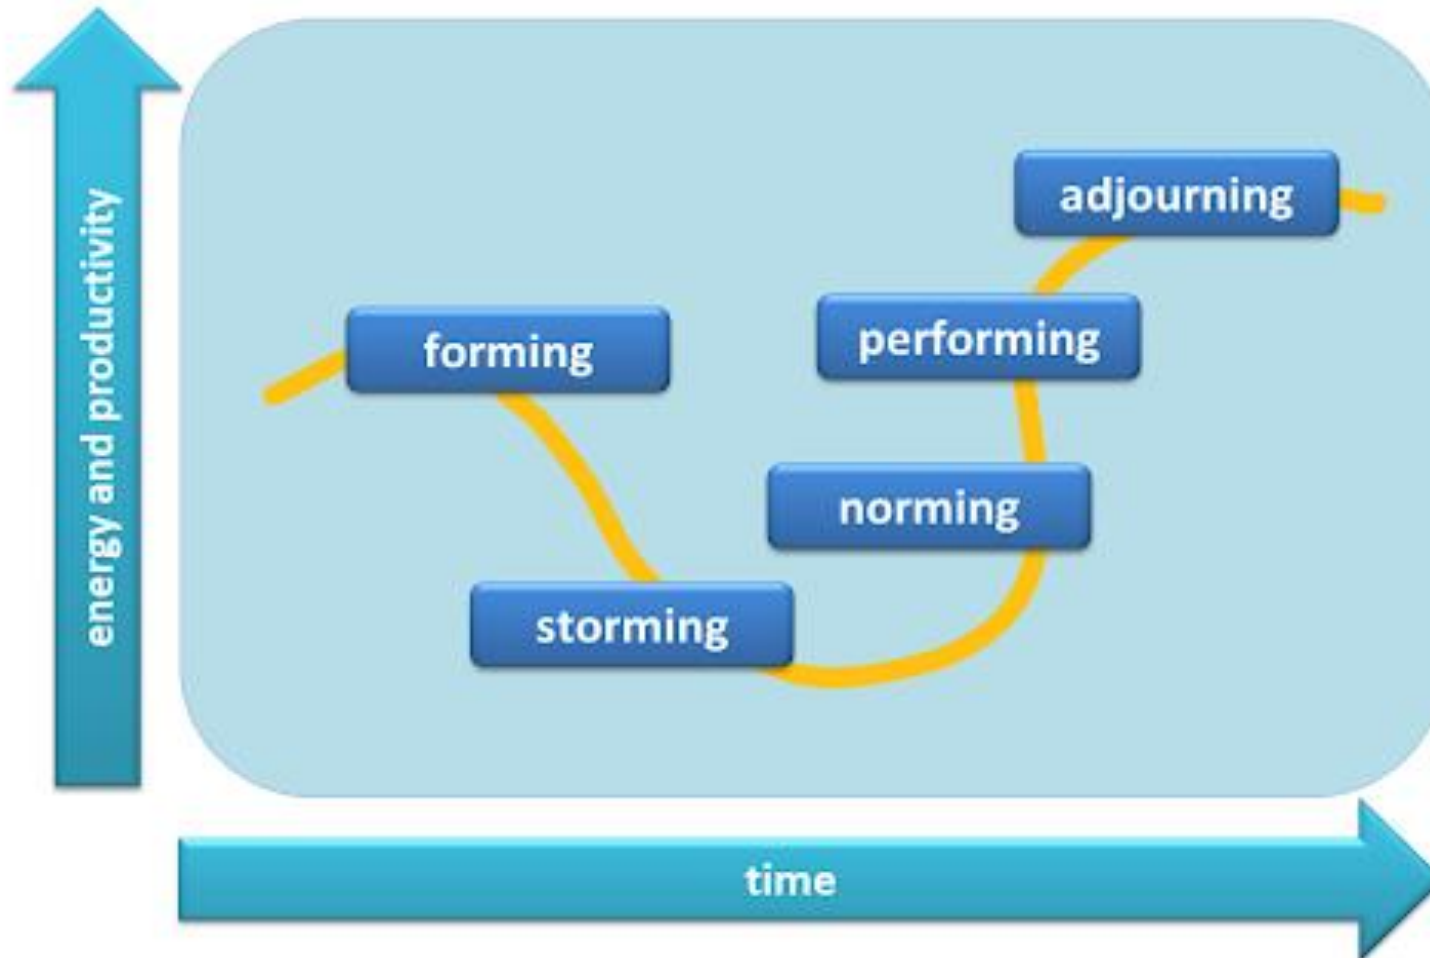 energy and productivity
adjourning
forming
performing
norming
storming
time